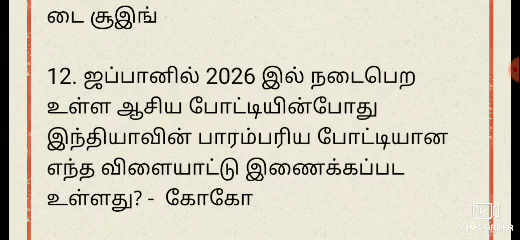 டை சூஇங்
12. ஜப்பானில் 2026 இல் நடைபெற
உள்ள ஆசிய போட்டியின்போது
இந்தியாவின் பாரம்பரிய போட்டியான
எந்த விளையாட்டு இணைக்கப்பட
உள்ளது? - கோகோ